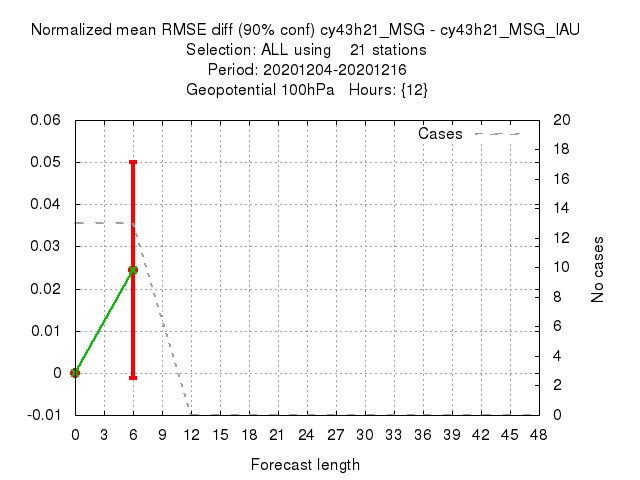 Normalized mean RMSE diff (90% conf) cy43h21_MSG - cy43h21_MSG_IAU
Selection: ALL using    21 stations
Period: 20201204-20201216
Geopotential 100hPa   Hours: {12}
Cases
0.06
0.05
0.04
0.03
0.02
0.01
0
-0.01
20
18
16
14
12
10
8
6
4
2
0
No cases
0 3 6 9 12 15 18 21 24 27 30 33 36 39 42 45 48
Forecast length